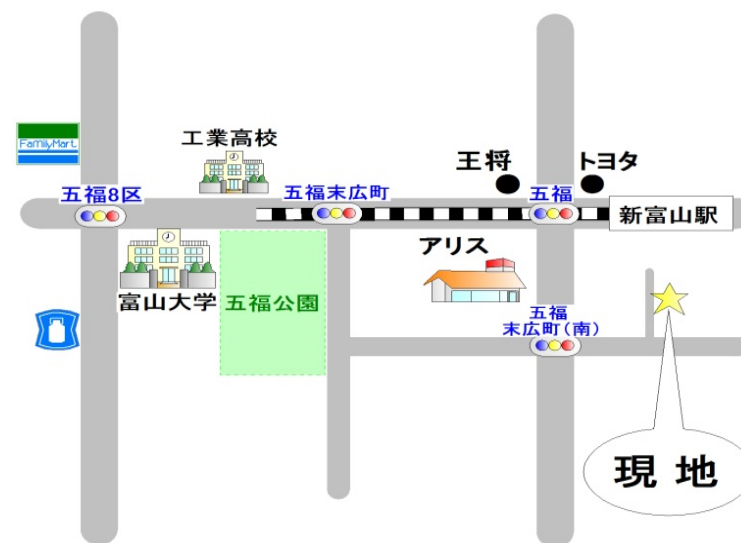 FamilyMart
工業高校
王将
トヨタ
五福8区
五福末広町
五福
新富山駅
アリス
富山大学
五福公園
五福
末広町(南)
現地